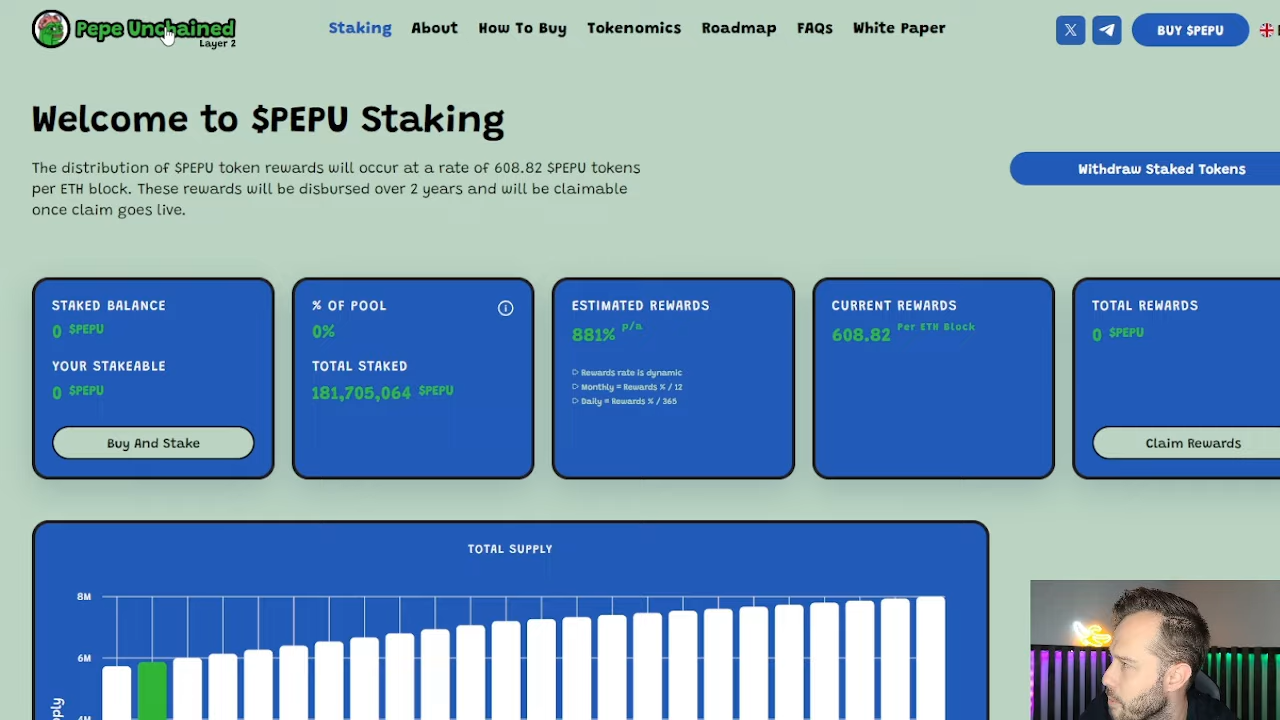 Pepe Unchained
Layer 2
Staking
About
How To Buy
Tokenomics
Roadmap
FAQs
White Paper
BUY $PEPU
Welcome to $PEPU Staking
The distribution of $PEPU token rewards will occur at a rate of 608.82 $PEPU tokens
per ETH block. These rewards will be disbursed over 2 years and will be claimable
once claim goes live.
Withdraw Staked Tokens
STAKED BALANCE
0 $PEPU
YOUR STAKEABLE
0 $PEPU
Buy And Stake
% OF POOL
0%
TOTAL STAKED
181,705,064 $PEPU
ESTIMATED REWARDS
881% p/a
Rewards rate is dynamic
Monthly = Rewards % / 12
Daily = Rewards % / 365
CURRENT REWARDS
608.82 Per ETH Block
TOTAL REWARDS
0 $PEPU
Claim Rewards
TOTAL SUPPLY
8M
6M
4M